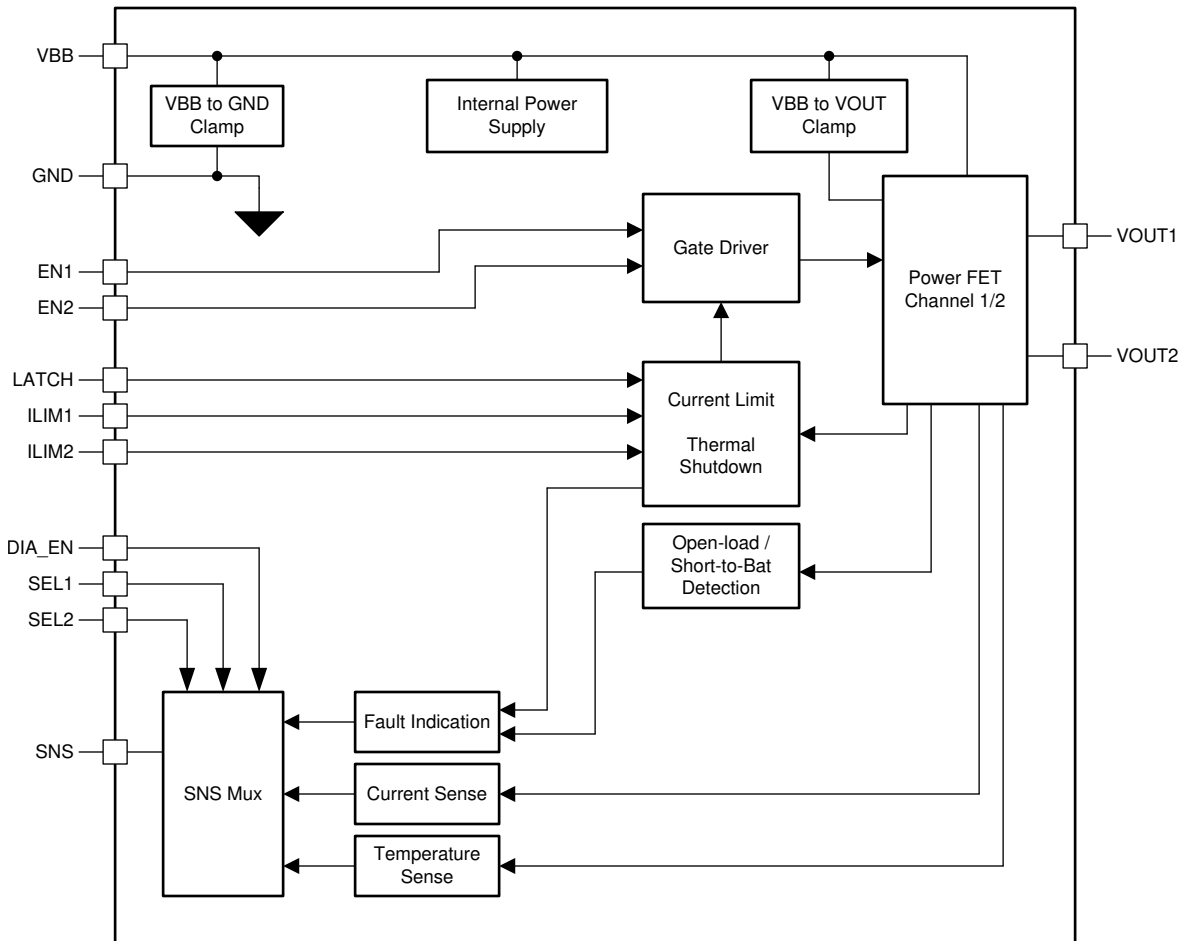 VBB
VBB to GND
Clamp
Internal Power
Supply
VBB to VOUT
Clamp
GND
Gate Driver
Power FET
Channel 1/2
VOUT1
VOUT2
EN1
EN2
LATCH
ILIM1
ILIM2
Current Limit
Thermal
Shutdown
DIA_EN
SEL1
SEL2
Open-load /
Short-to-Bat
Detection
SNS
SNS Mux
Fault Indication
Current Sense
Temperature
Sense